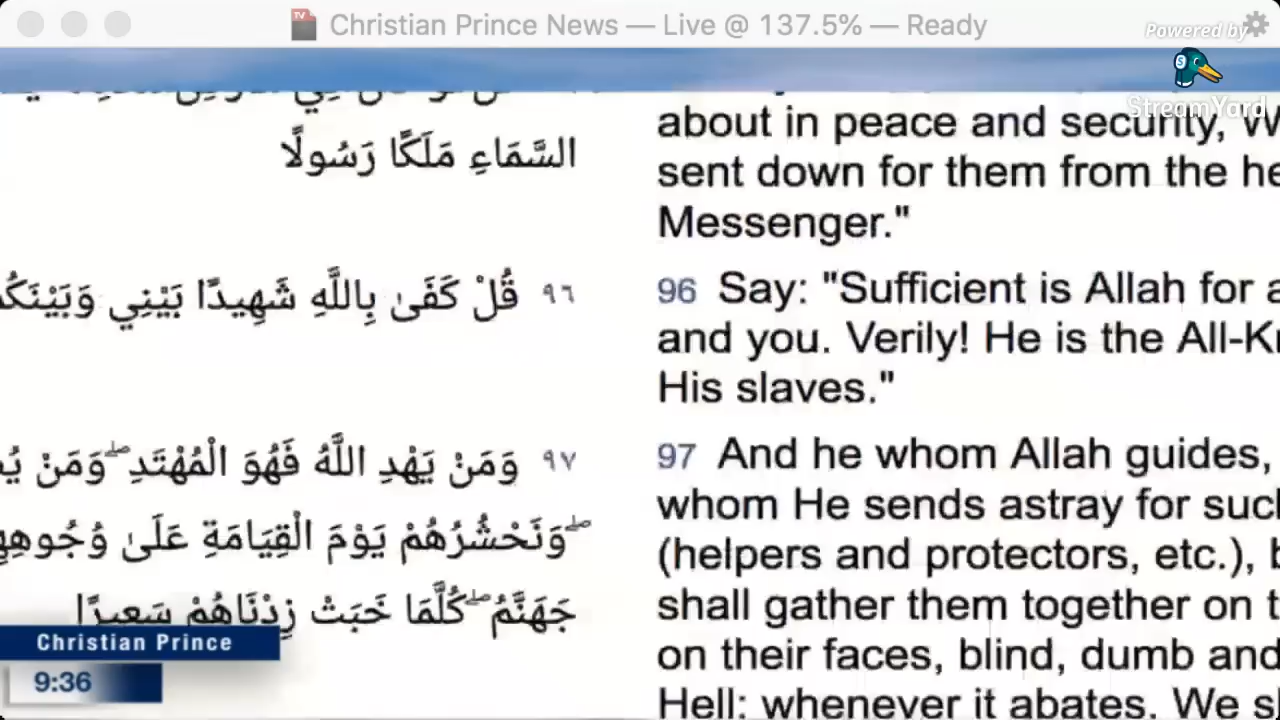 Christian Prince News — Live @ 137.5% — Ready
Powered by
StreamYard
السَّمَاءِ مَلَكًا رَسُولًا
٩٦ قُلْ كَفَىٰ بِاللَّهِ شَهِيدًا بَيْنِي
٩٧ وَمَنْ يَهْدِ اللَّهُ فَهُوَ الْمُهْتَدِ ۖ وَمَنْ
ۖ وَنَحْشُرُهُمْ يَوْمَ الْقِيَامَةِ عَلَىٰ
جَهَنَّمُ ۖ كُلَّمَا خَبَتْ زِدْنَاهُمْ سَعِيرًا
about in peace and security, W
sent down for them from the he
Messenger."
96 Say: "Sufficient is Allah for a
and you. Verily! He is the All-Kn
His slaves."
97 And he whom Allah guides,
whom He sends astray for such
(helpers and protectors, etc.), b
shall gather them together on t
on their faces, blind, dumb and
Hell: whenever it abates. We s
Christian Prince
9:36